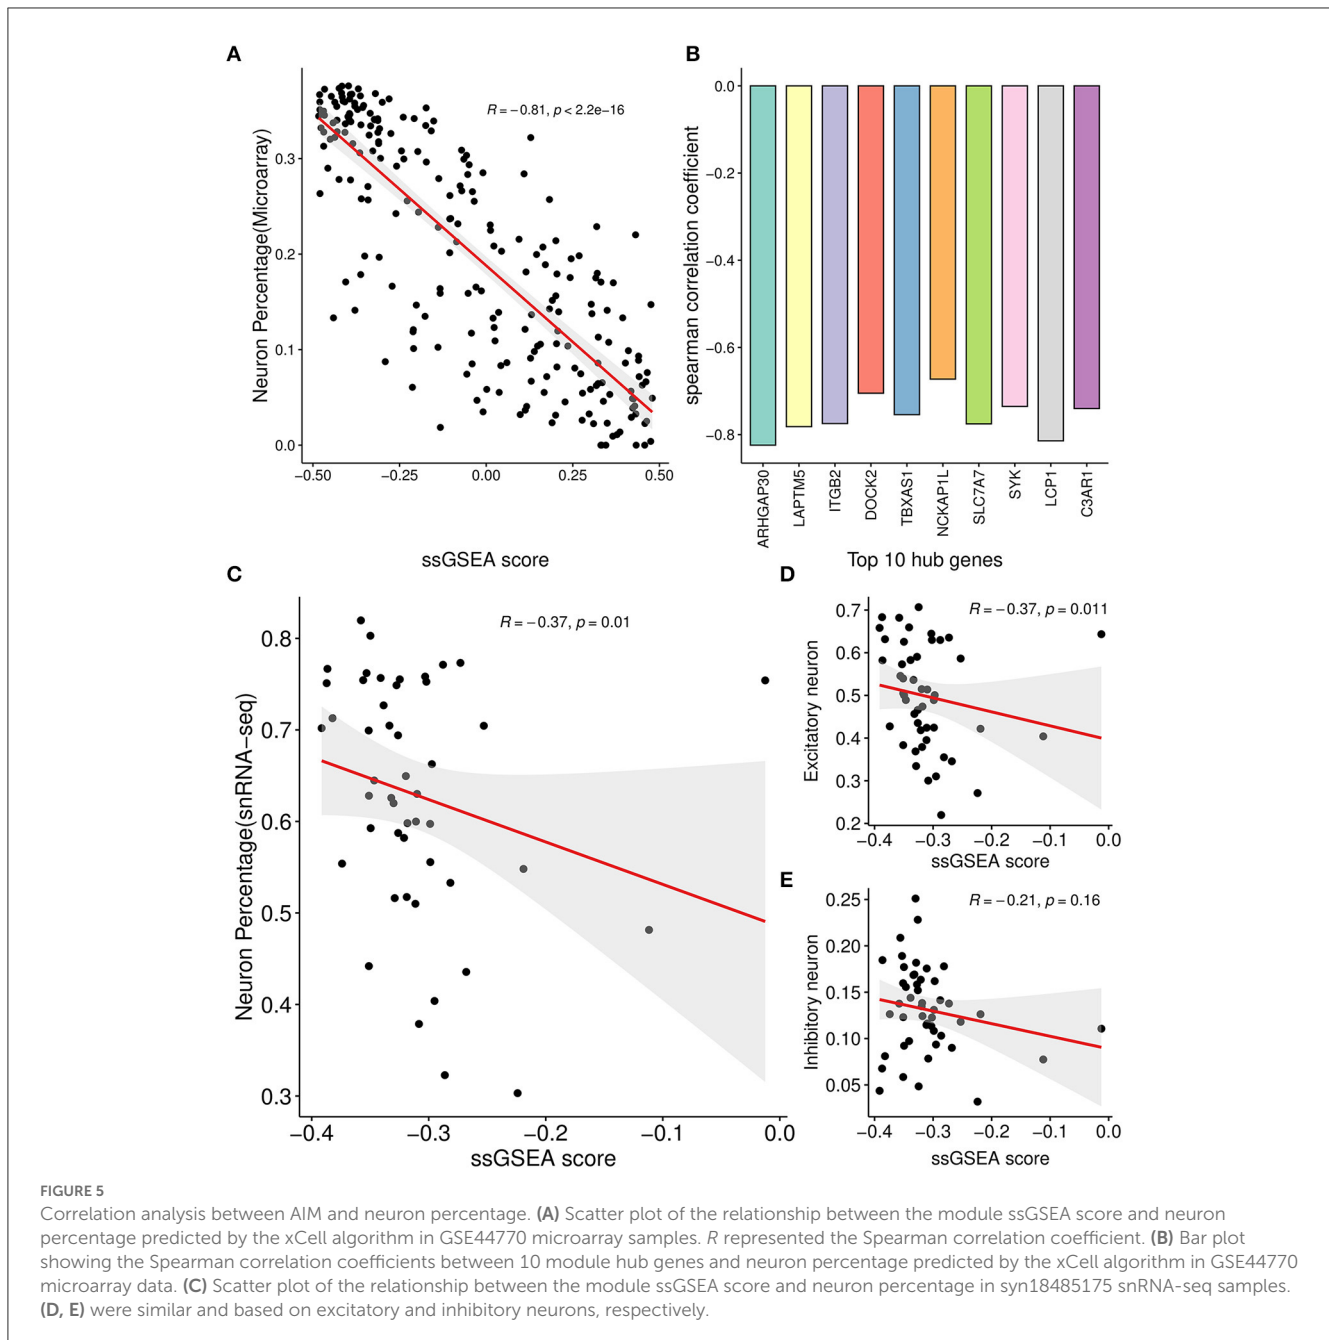 A
R = −0.81, p < 2.2e−16
Neuron Percentage(Microarray)
0.3
0.2
0.1
0.0
−0.50
−0.25
0.00
0.25
0.50
ssGSEA score
B
spearman correlation coefficient
0.0
−0.2
−0.4
−0.6
−0.8
ARHGAP30
LAPTM5
ITGB2
DOCK2
TBXAS1
NCKAP1L
SLC7A7
SYK
LCP1
C3AR1
Top 10 hub genes
C
R = −0.37, p = 0.01
Neuron Percentage(snRNA−seq)
0.8
0.7
0.6
0.5
0.4
0.3
−0.4
−0.3
−0.2
−0.1
0.0
ssGSEA score
D
R = −0.37, p = 0.011
Excitatory neuron
0.7
0.6
0.5
0.4
0.3
0.2
−0.4
−0.3
−0.2
−0.1
0.0
ssGSEA score
E
R = −0.21, p = 0.16
Inhibitory neuron
0.25
0.20
0.15
0.10
0.05
−0.4
−0.3
−0.2
−0.1
0.0
ssGSEA score
FIGURE 5
Correlation analysis between AIM and neuron percentage. (A) Scatter plot of the relationship between the module ssGSEA score and neuron
percentage predicted by the xCell algorithm in GSE44770 microarray samples. R represented the Spearman correlation coefficient. (B) Bar plot
showing the Spearman correlation coefficients between 10 module hub genes and neuron percentage predicted by the xCell algorithm in GSE44770
microarray data. (C) Scatter plot of the relationship between the module ssGSEA score and neuron percentage in syn18485175 snRNA-seq samples.
(D, E) were similar and based on excitatory and inhibitory neurons, respectively.